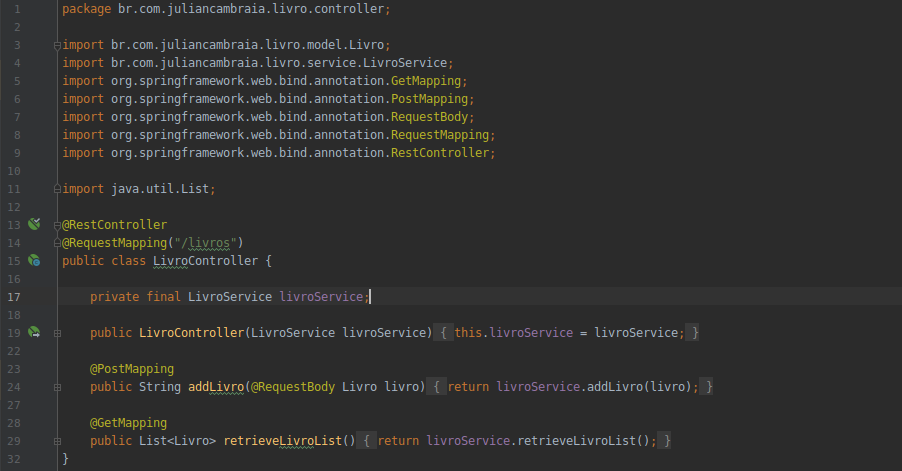 1 package br.com.juliancambraia.livro.controller;
2
3 import br.com.juliancambraia.livro.model.Livro;
4 import br.com.juliancambraia.livro.service.LivroService;
5 import org.springframework.web.bind.annotation.GetMapping;
6 import org.springframework.web.bind.annotation.PostMapping;
7 import org.springframework.web.bind.annotation.RequestBody;
8 import org.springframework.web.bind.annotation.RequestMapping;
9 import org.springframework.web.bind.annotation.RestController;
10
11 import java.util.List;
12
13 @RestController
14 @RequestMapping("/livros")
15 public class LivroController {
16
17 private final LivroService livroService;
18
19 public LivroController(LivroService livroService) { this.livroService = livroService; }
22
23 @PostMapping
24 public String addLivro(@RequestBody Livro livro) { return livroService.addLivro(livro); }
27
28 @GetMapping
29 public List<Livro> retrieveLivroList() { return livroService.retrieveLivroList(); }
32 }